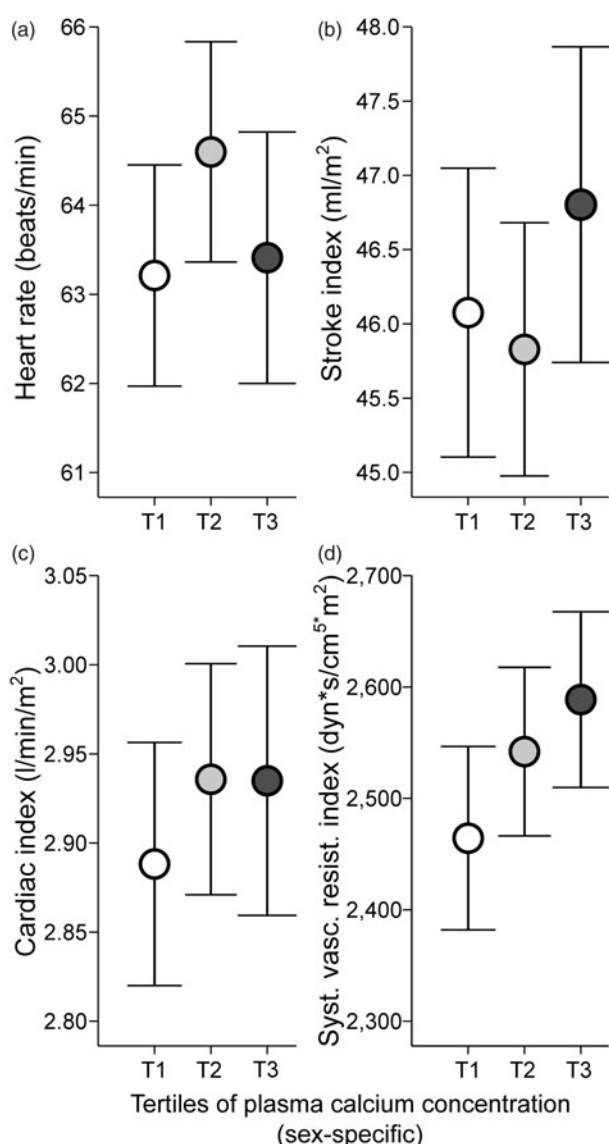 (a)
Heart rate (beats/min)
66
65
64
63
62
61
T1 T2 T3
(b)
Stroke index (ml/m²)
48.0
47.5
47.0
46.5
46.0
45.5
45.0
T1 T2 T3
(c)
Cardiac index (l/min/m²)
3.05
3.00
2.95
2.90
2.85
2.80
T1 T2 T3
(d)
Syst. vasc. resist. index (dyn*s/cm⁵*m²)
2,700
2,600
2,500
2,400
2,300
T1 T2 T3
Tertiles of plasma calcium concentration
(sex-specific)